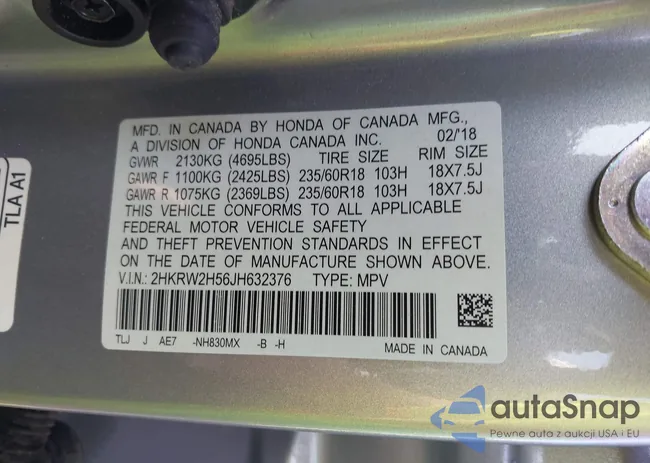 MFD. IN CANADA BY HONDA OF CANADA MFG.,
A DIVISION OF HONDA CANADA INC. 02/'18
GVWR 2130KG (4695LBS) TIRE SIZE RIM SIZE
GAWR F 1100KG (2425LBS) 235/60R18 103H 18X7.5J
GAWR R 1075KG (2369LBS) 235/60R18 103H 18X7.5J
THIS VEHICLE CONFORMS TO ALL APPLICABLE
FEDERAL MOTOR VEHICLE SAFETY
AND THEFT PREVENTION STANDARDS IN EFFECT
ON THE DATE OF MANUFACTURE SHOWN ABOVE.
V.I.N.: 2HKRW2H56JH632376 TYPE: MPV
TLJ J AE7 -NH830MX -B -H
MADE IN CANADA
TLA A1
autaSnap
Pewne auta z aukcji USA i EU